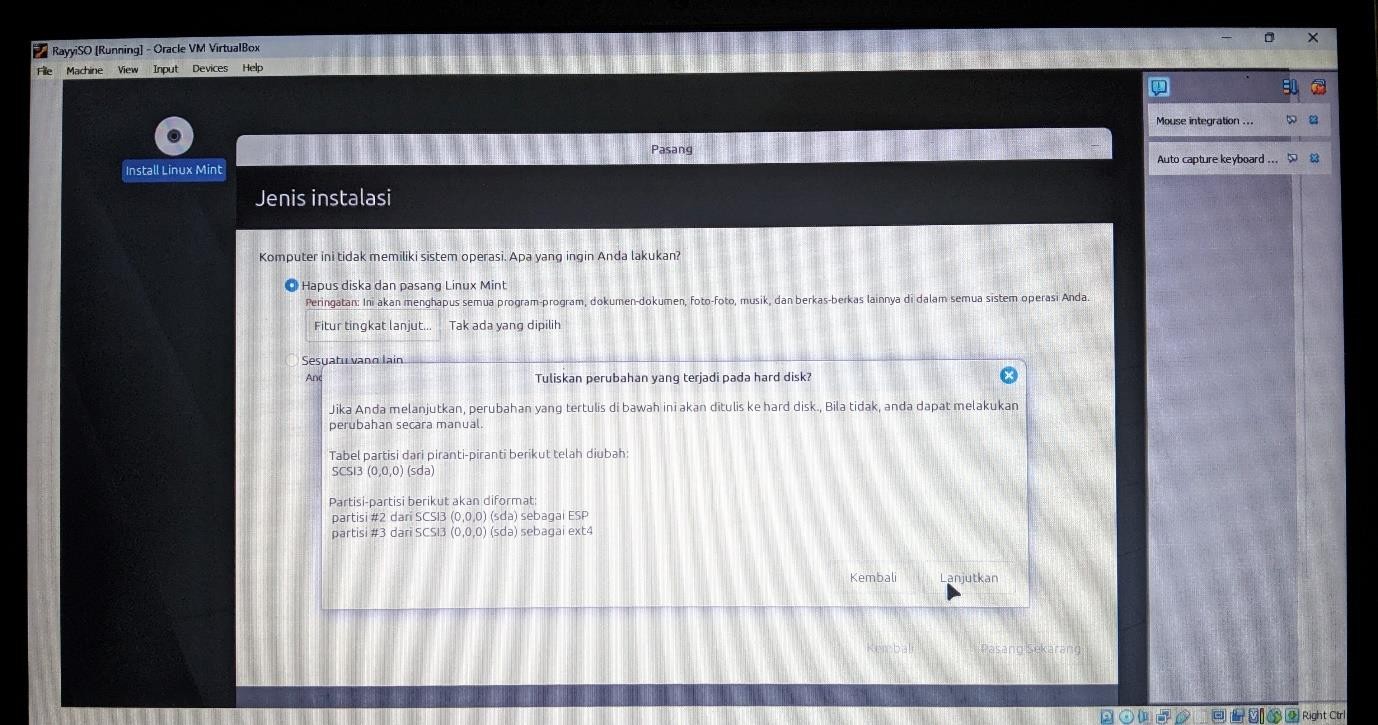 RayyiSO [Running] - Oracle VM VirtualBox
File Machine View Input Devices Help
Mouse integration ...
Auto capture keyboard ...
Install Linux Mint
Pasang
Jenis instalasi
Komputer ini tidak memiliki sistem operasi. Apa yang ingin Anda lakukan?
Hapus diska dan pasang Linux Mint
Peringatan: Ini akan menghapus semua program-program, dokumen-dokumen, foto-foto, musik, dan berkas-berkas lainnya di dalam semua sistem operasi Anda.
Fitur tingkat lanjut... Tak ada yang dipilih
Sesuatu yang lain
Tuliskan perubahan yang terjadi pada hard disk?
Jika Anda melanjutkan, perubahan yang tertulis di bawah ini akan ditulis ke hard disk., Bila tidak, anda dapat melakukan
perubahan secara manual.
Tabel partisi dari piranti-piranti berikut telah diubah:
SCSI3 (0,0,0) (sda)
Partisi-partisi berikut akan diformat:
partisi #2 dari SCSI3 (0,0,0) (sda) sebagai ESP
partisi #3 dari SCSI3 (0,0,0) (sda) sebagai ext4
Kembali Lanjutkan
Kembali Pasang Sekarang
Right Ctrl